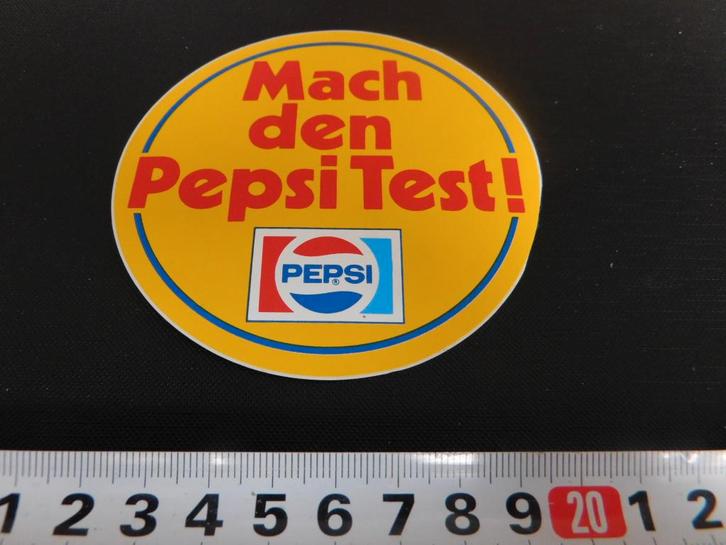 Mach
den
Pepsi Test!
PEPSI®
1 2 3 4 5 6 7 8 9 20 1 2